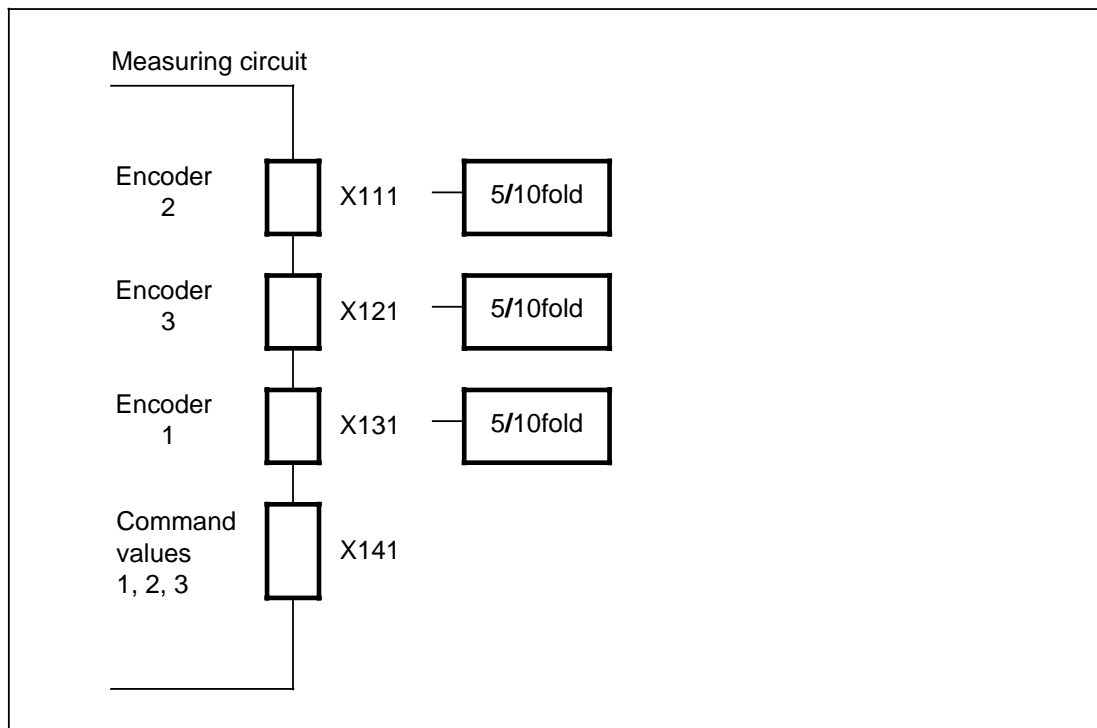 Measuring circuit
Encoder
2
X111
5/10fold
Encoder
3
X121
5/10fold
Encoder
1
X131
5/10fold
Command
values
1, 2, 3
X141